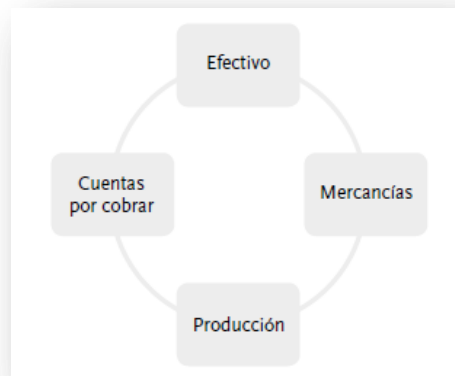 Efectivo
Cuentas
por cobrar
Mercancías
Producción